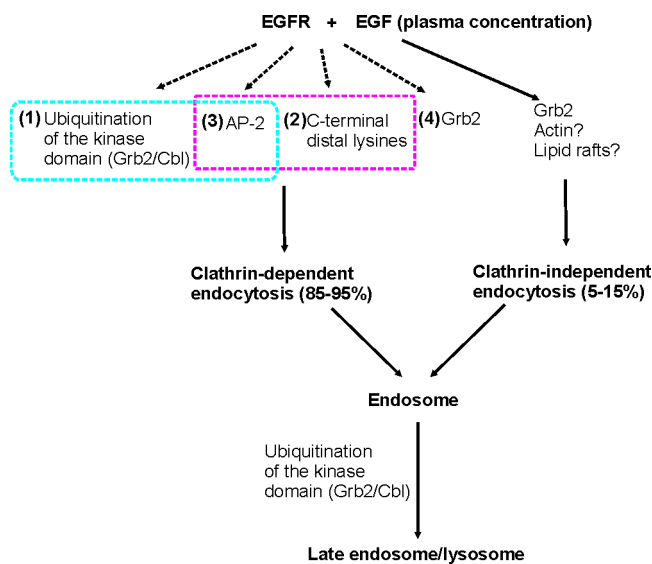 EGFR + EGF (plasma concentration)
(1) Ubiquitination
of the kinase
domain (Grb2/Cbl)
(3) AP-2
(2) C-terminal
distal lysines
(4) Grb2
Grb2
Actin?
Lipid rafts?
Clathrin-dependent
endocytosis (85-95%)
Clathrin-independent
endocytosis (5-15%)
Endosome
Ubiquitination
of the kinase
domain (Grb2/Cbl)
Late endosome/lysosome